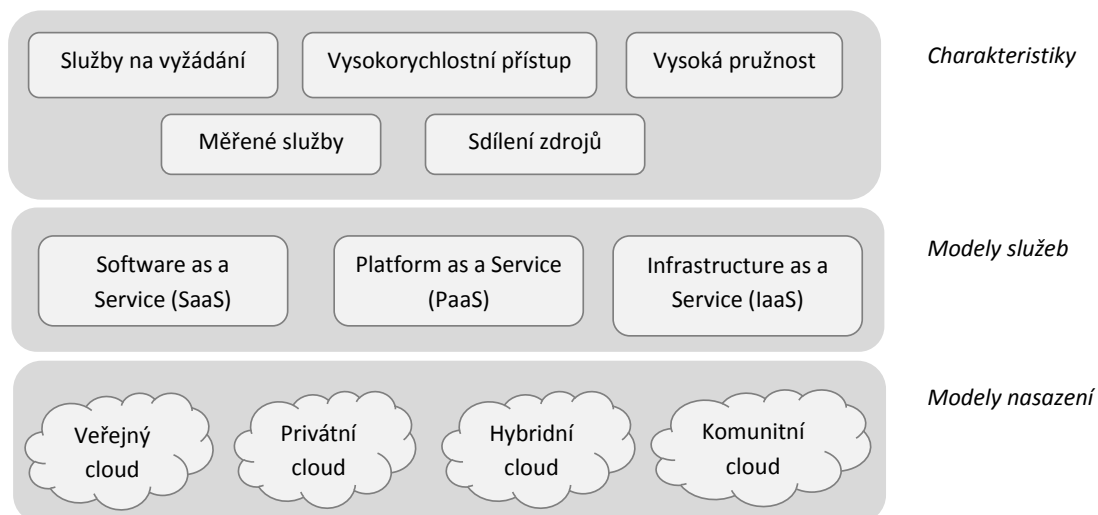 Služby na vyžádání
Vysokorychlostní přístup
Vysoká pružnost
Charakteristiky
Měřené služby
Sdílení zdrojů
Software as a
Service (SaaS)
Platform as a Service
(PaaS)
Infrastructure as a
Service (IaaS)
Modely služeb
Veřejný
cloud
Privátní
cloud
Hybridní
cloud
Komunitní
cloud
Modely nasazení